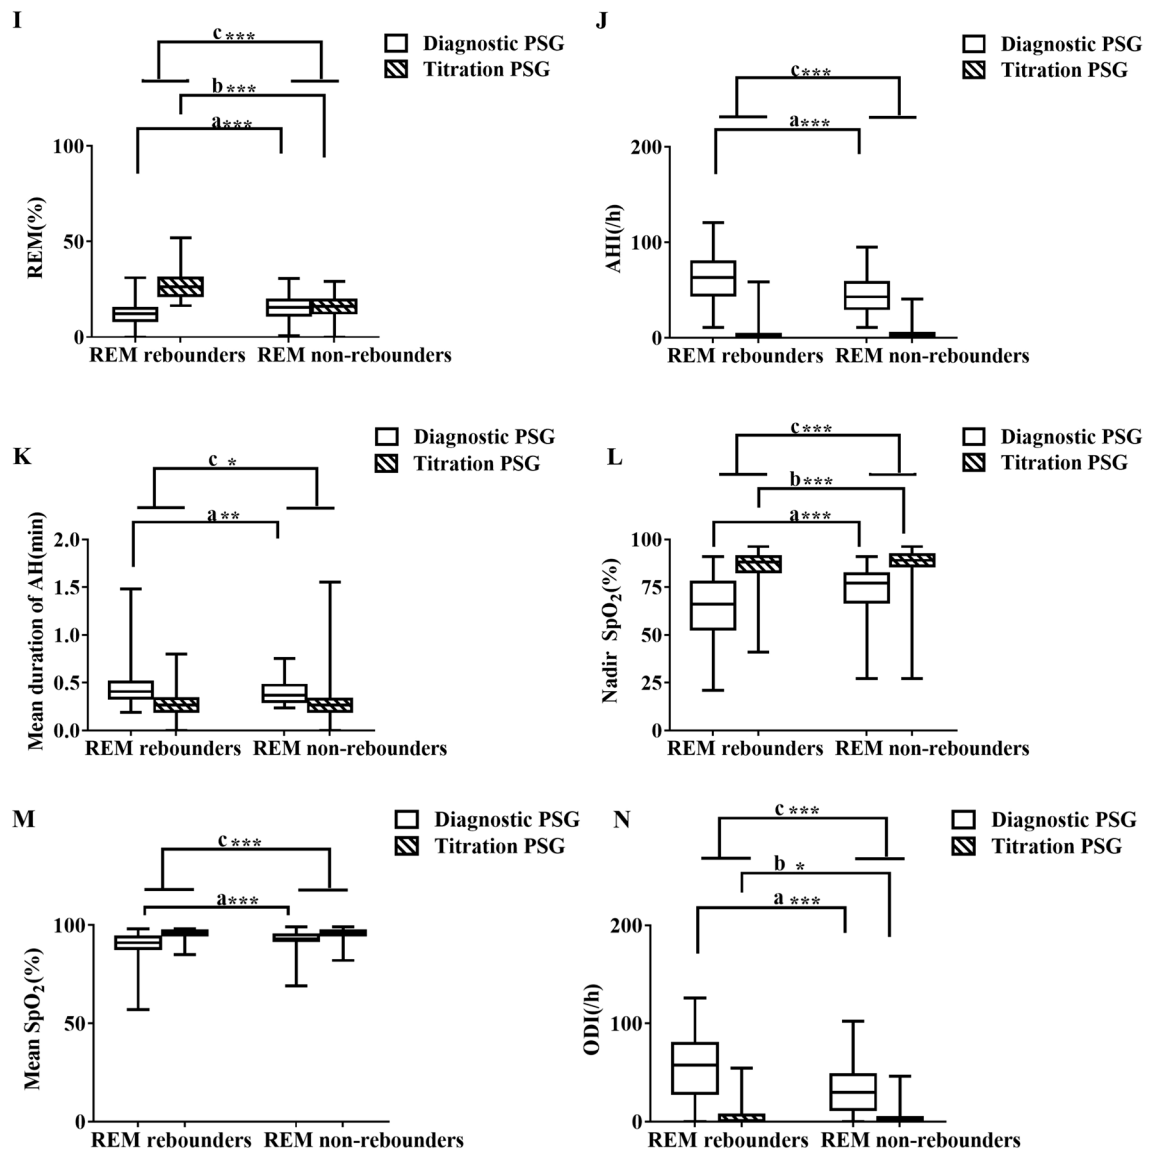 I
c ***
Diagnostic PSG
Titration PSG
b ***
a***
100
50
0
REM(%)
REM rebounders
REM non-rebounders
J
Diagnostic PSG
Titration PSG
c***
a***
200
100
0
AHI(/h)
REM rebounders
REM non-rebounders
K
Diagnostic PSG
Titration PSG
c *
a **
2.0
1.5
1.0
0.5
0.0
Mean duration of AH(min)
REM rebounders
REM non-rebounders
L
c***
Diagnostic PSG
Titration PSG
b***
a***
100
75
50
25
0
Nadir SpO2(%)
REM rebounders
REM non-rebounders
M
Diagnostic PSG
Titration PSG
c ***
a***
100
50
0
Mean SpO2(%)
REM rebounders
REM non-rebounders
N
c ***
Diagnostic PSG
Titration PSG
b *
a ***
200
100
0
ODI(/h)
REM rebounders
REM non-rebounders